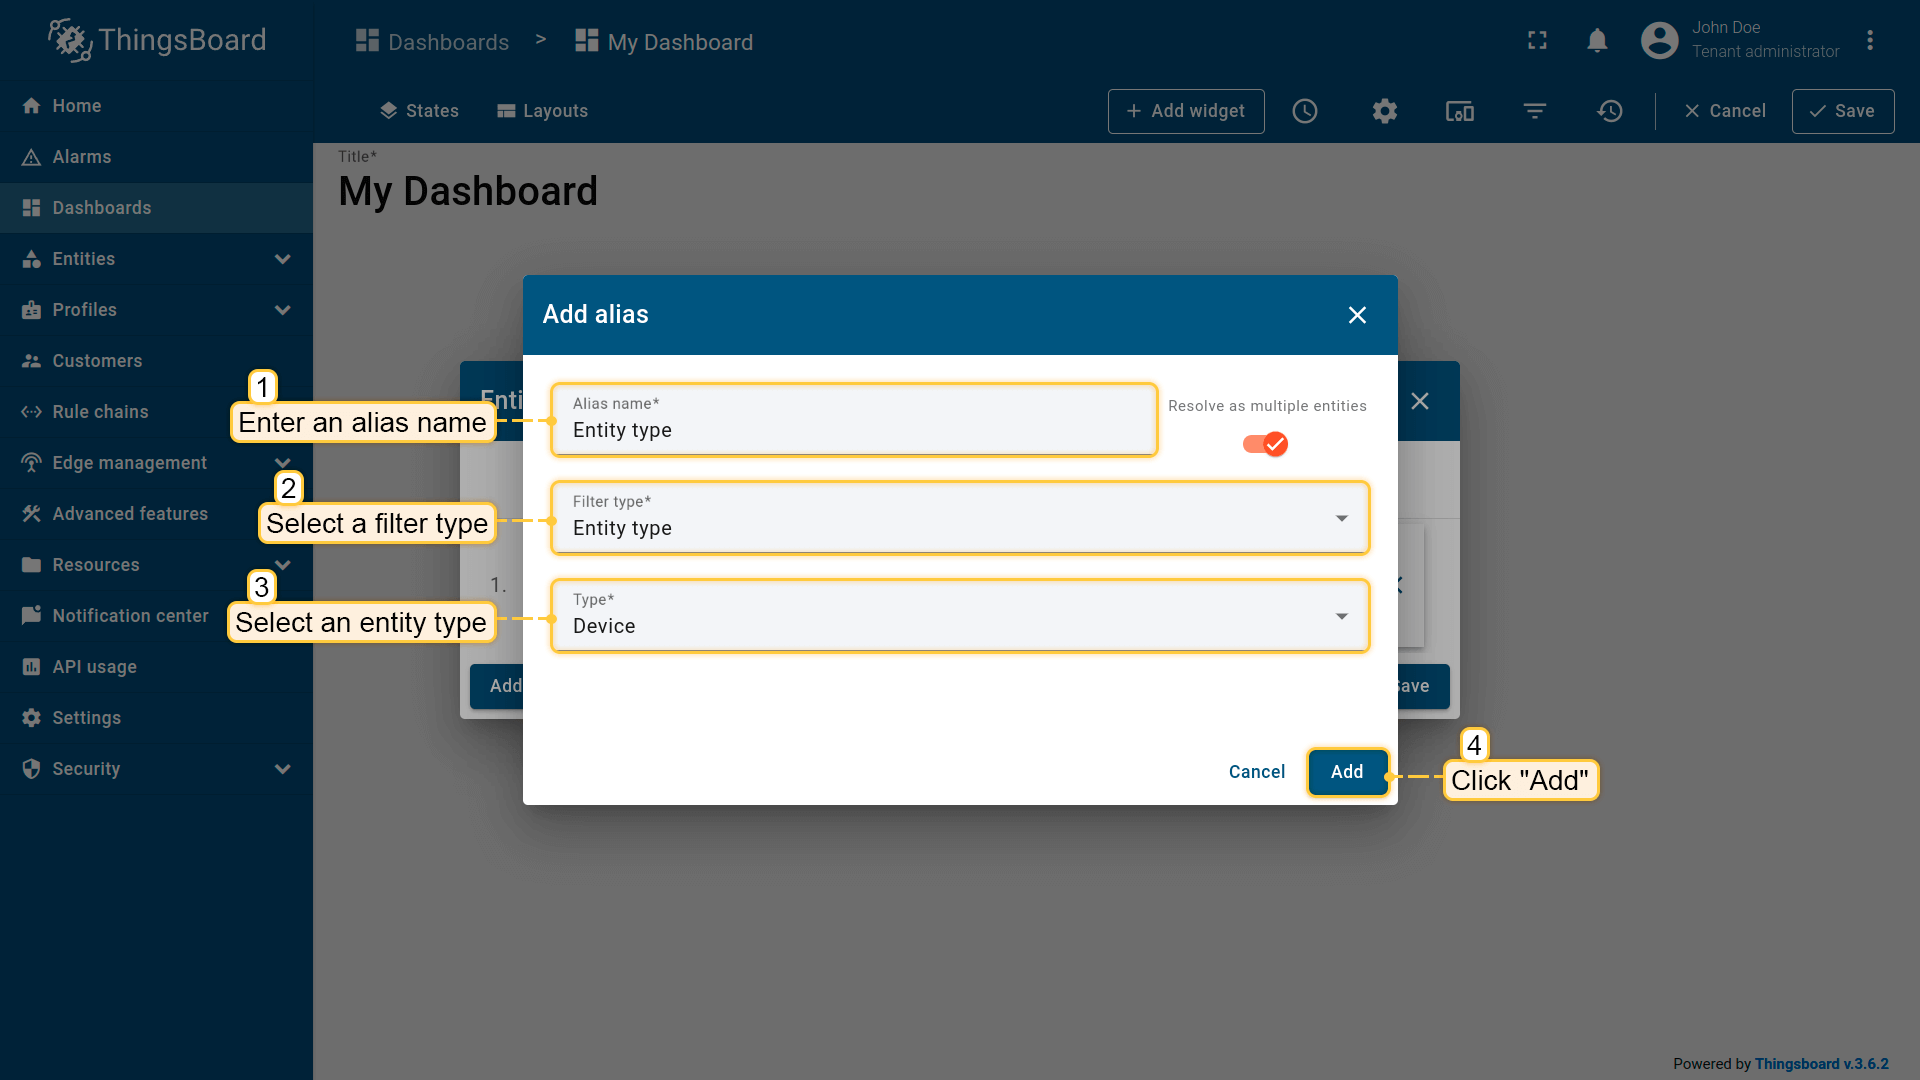 ThingsBoard
Dashboards > My Dashboard
John Doe
Tenant administrator
Home
Alarms
Dashboards
Entities
Profiles
Customers
Rule chains
Edge management
Advanced features
Resources
Notification center
API usage
Settings
Security
States
Layouts
+ Add widget
Cancel
Save
Title*
My Dashboard
Add alias
Alias name*
Entity type
Resolve as multiple entities
Filter type*
Entity type
Type*
Device
Cancel
Add
1
Enter an alias name
2
Select a filter type
3
Select an entity type
4
Click "Add"
Enti
1.
Add
Save
Powered by Thingsboard v.3.6.2